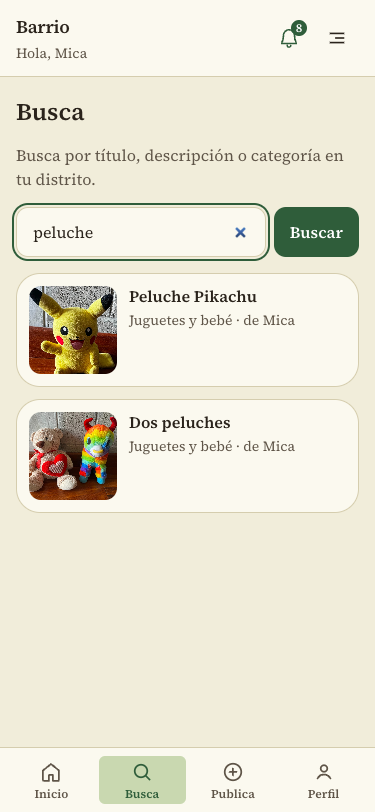 Barrio
Hola, Mica
8
Busca
Busca por título, descripción o categoría en
tu distrito.
peluche
Buscar
Peluche Pikachu
Juguetes y bebé · de Mica
Dos peluches
Juguetes y bebé · de Mica
Inicio
Busca
Publica
Perfil